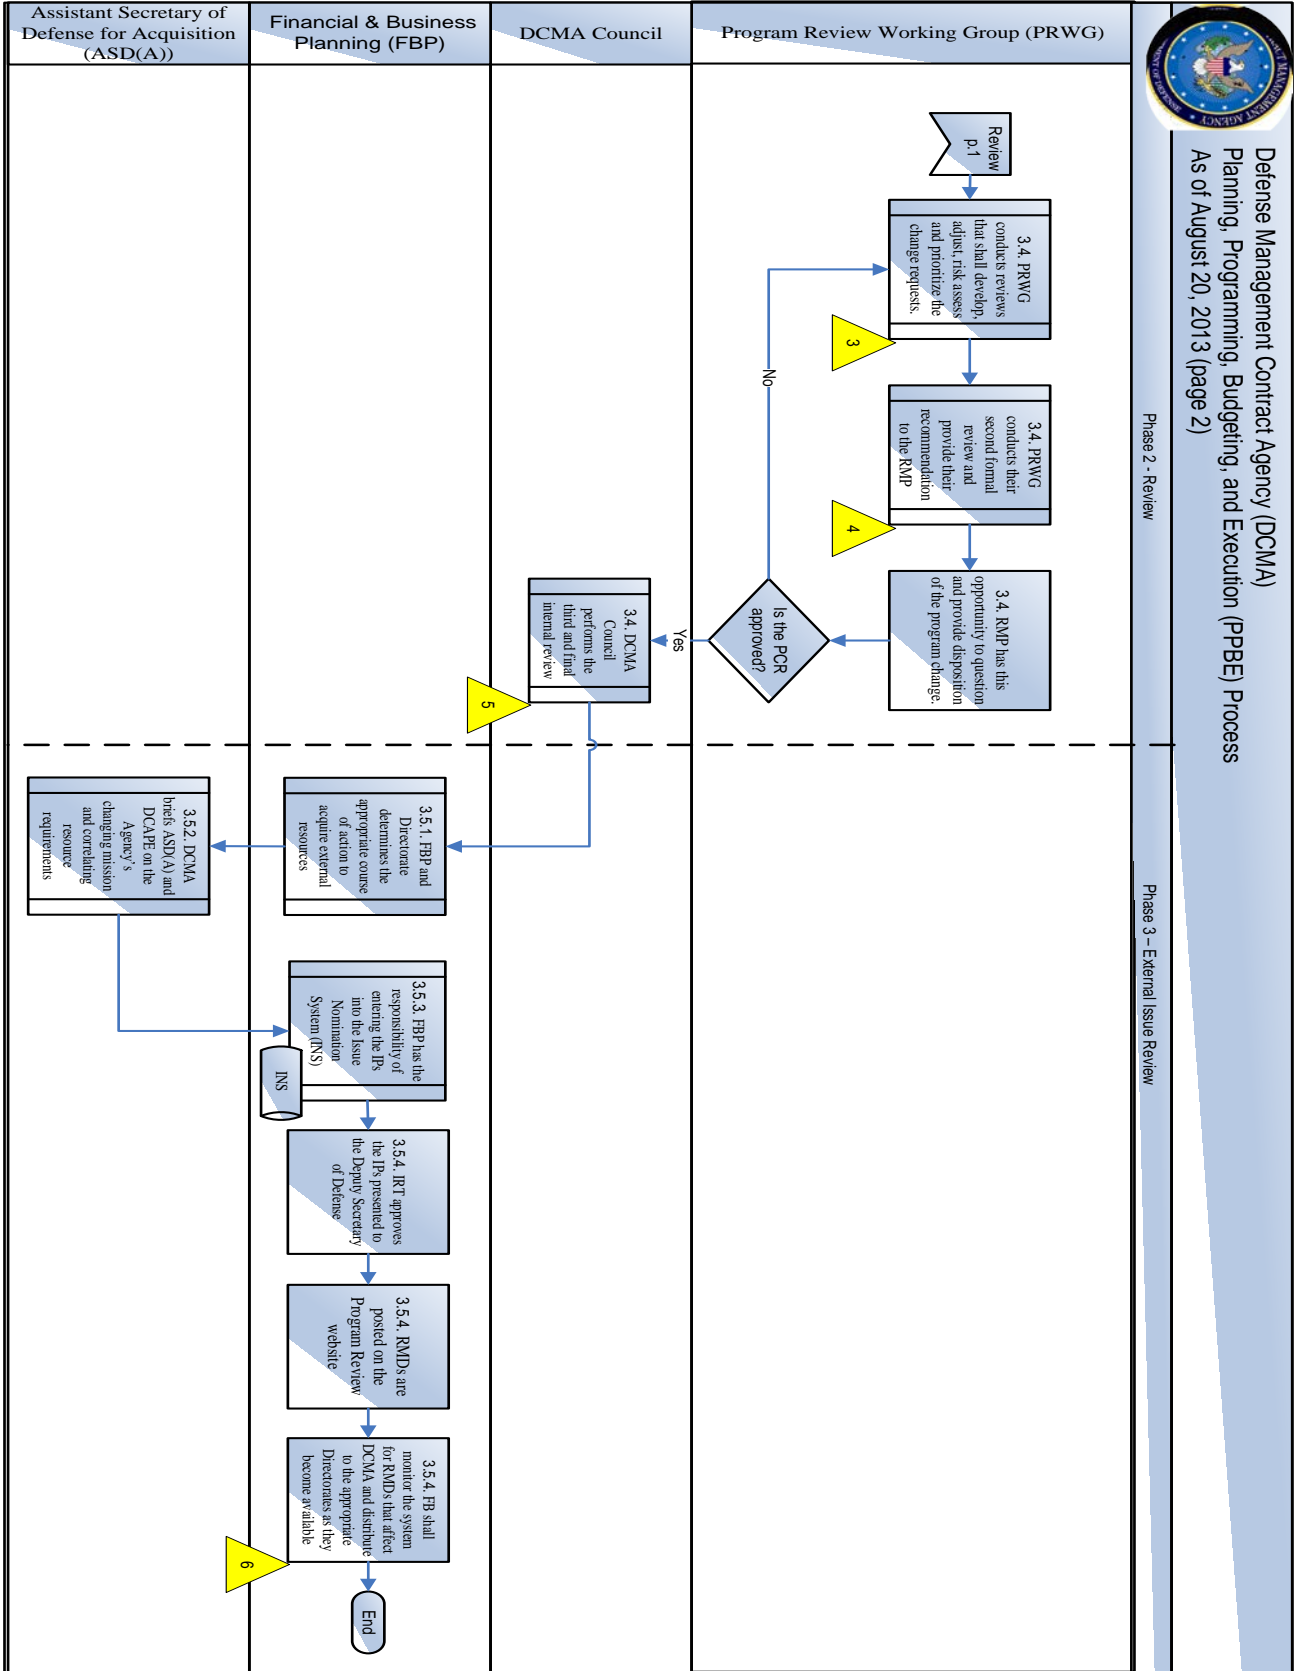 Defense Management Contract Agency (DCMA)
Planning, Programming, Budgeting, and Execution (PPBE) Process
As of August 20, 2013 (page 2)
Phase 2 - Review
Phase 3 – External Issue Review
Program Review Working Group (PRWG)
Review
p.1
3.4. PRWG
conducts reviews
that shall develop,
adjust, risk assess
and prioritize the
change requests.
3
3.4. PRWG
conducts their
second formal
review and
provide their
recommendation
to the RMP
4
3.4. RMP has this
opportunity to question
and provide disposition
of the program change.
Is the PCR
approved?
No
Yes
DCMA Council
3.4. DCMA
Council
performs the
third and final
internal review
5
Financial & Business
Planning (FBP)
3.5.1. FBP and
Directorate
determines the
appropriate course
of action to
acquire external
resources
3.5.3. FBP has the
responsibility of
entering the IPs
into the Issue
Nomination
System (INS)
INS
3.5.4. IRT approves
the IPs presented to
the Deputy Secretary
of Defense
3.5.4. RMDs are
posted on the
Program Review
website
3.5.4. FB shall
monitor the system
for RMDs that affect
DCMA and distribute
to the appropriate
Directorates as they
become available
6
End
Assistant Secretary of
Defense for Acquisition
(ASD(A))
3.5.2. DCMA
briefs ASD(A) and
DCAPE on the
Agency's
changing mission
and correlating
resource
requirements